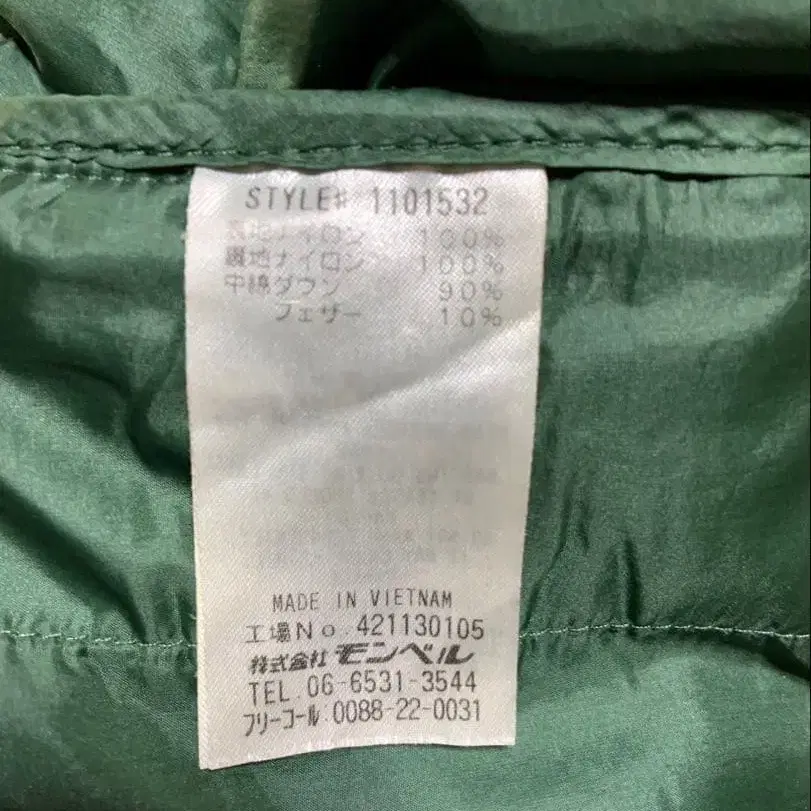 STYLE# 1101532
表地ナイロン 100%
裏地ナイロン 100%
中綿ダウン 90%
フェザー 10%
MADE IN VIETNAM
工場No.421130105
株式会社モンベル
TEL.06-6531-3544
フリーコール.0088-22-0031